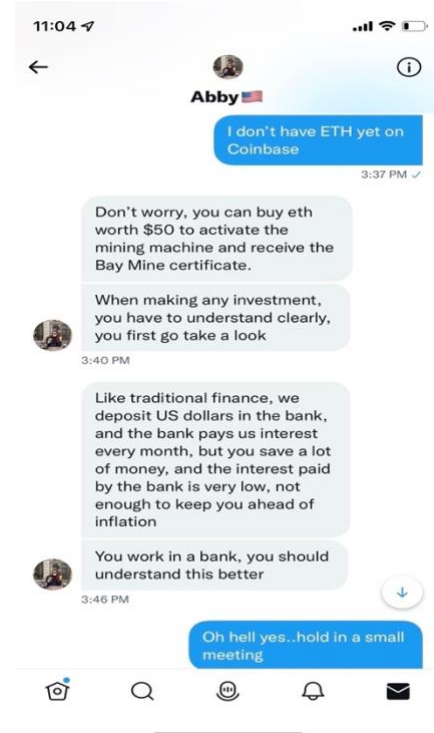 11:04
Abby🇺🇸
I don't have ETH yet on
Coinbase
3:37 PM ✓
Don't worry, you can buy eth
worth $50 to activate the
mining machine and receive the
Bay Mine certificate.
When making any investment,
you have to understand clearly,
you first go take a look
3:40 PM
Like traditional finance, we
deposit US dollars in the bank,
and the bank pays us interest
every month, but you save a lot
of money, and the interest paid
by the bank is very low, not
enough to keep you ahead of
inflation
You work in a bank, you should
understand this better
3:46 PM
Oh hell yes..hold in a small
meeting